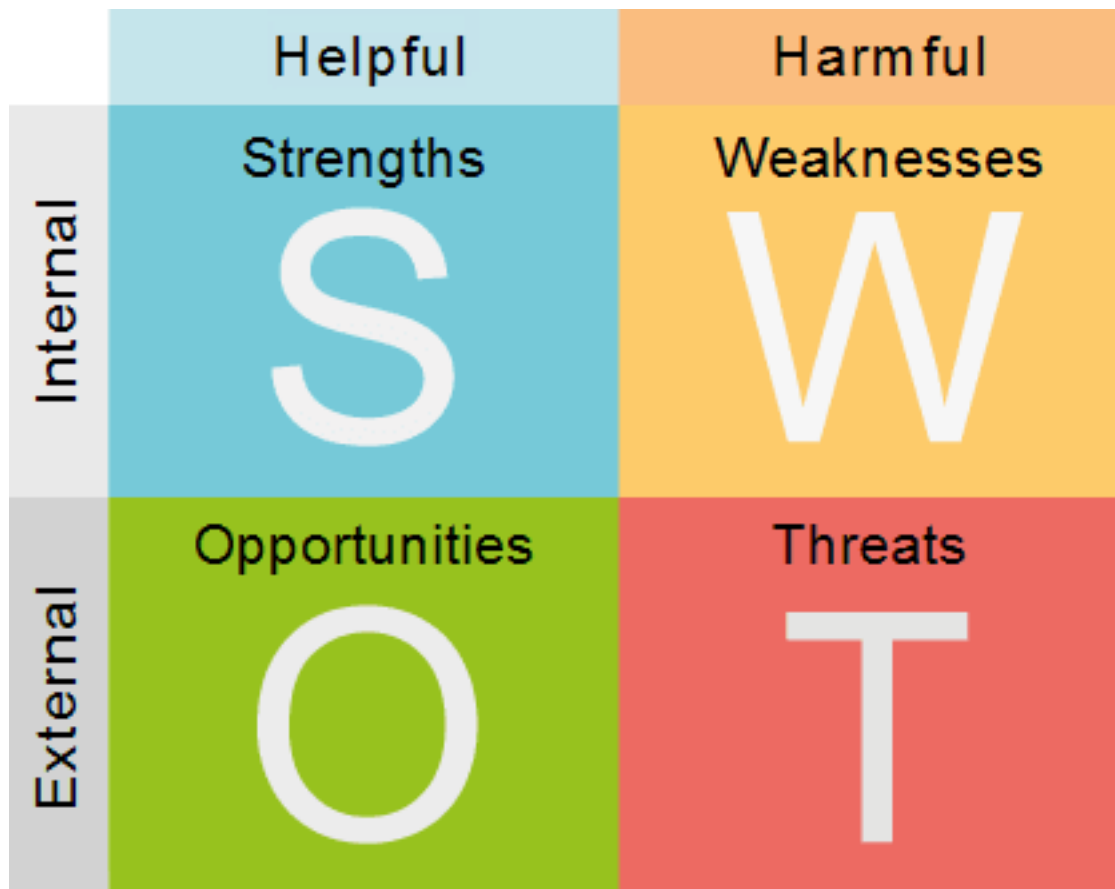 Helpful
Harmful
Internal
Strengths
S
Weaknesses
W
External
Opportunities
O
Threats
T